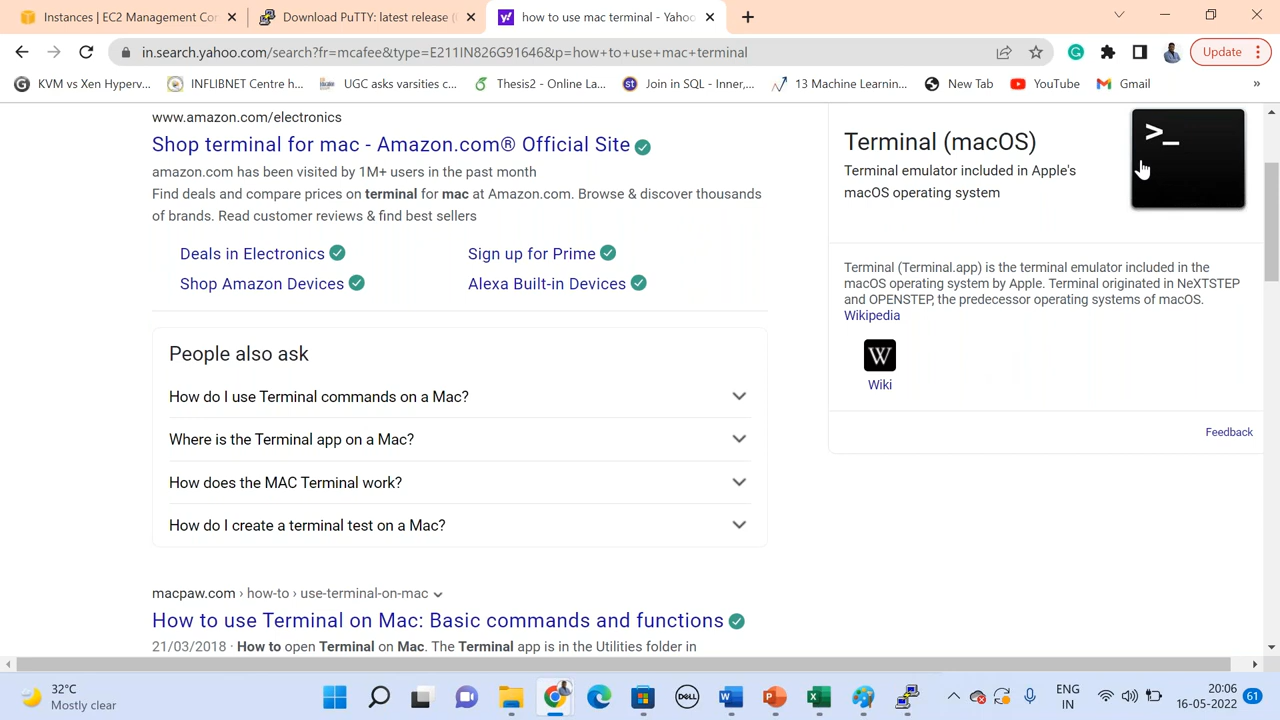 Instances | EC2 Management Con
Download PuTTY: latest release (
how to use mac terminal - Yahoo
in.search.yahoo.com/search?fr=mcafee&type=E211IN826G91646&p=how+to+use+mac+terminal
Update
KVM vs Xen Hyperv...
INFLIBNET Centre h...
UGC asks varsities c...
Thesis2 - Online La...
Join in SQL - Inner,...
13 Machine Learnin...
New Tab
YouTube
Gmail
»
www.amazon.com/electronics
Shop terminal for mac - Amazon.com® Official Site
amazon.com has been visited by 1M+ users in the past month
Find deals and compare prices on terminal for mac at Amazon.com. Browse & discover thousands
of brands. Read customer reviews & find best sellers
Deals in Electronics
Sign up for Prime
Shop Amazon Devices
Alexa Built-in Devices
People also ask
How do I use Terminal commands on a Mac?
Where is the Terminal app on a Mac?
How does the MAC Terminal work?
How do I create a terminal test on a Mac?
macpaw.com › how-to › use-terminal-on-mac
How to use Terminal on Mac: Basic commands and functions
21/03/2018 · How to open Terminal on Mac. The Terminal app is in the Utilities folder in
Terminal (macOS)
Terminal emulator included in Apple's
macOS operating system
>_
Terminal (Terminal.app) is the terminal emulator included in the
macOS operating system by Apple. Terminal originated in NeXTSTEP
and OPENSTEP, the predecessor operating systems of macOS.
Wikipedia
W
Wiki
Feedback
32°C
Mostly clear
DELL
ENG
IN
20:06
16-05-2022
61